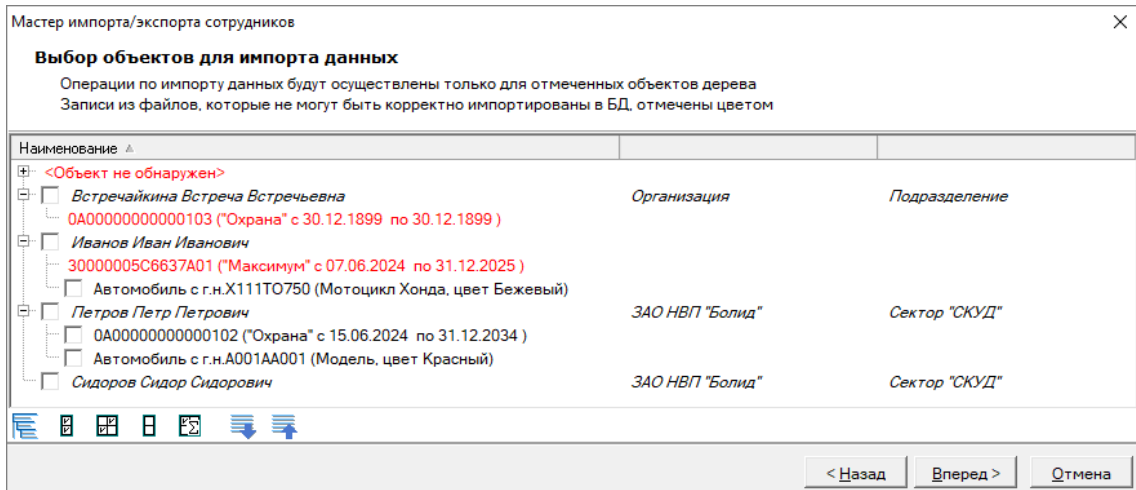 Мастер импорта/экспорта сотрудников
Выбор объектов для импорта данных
Операции по импорту данных будут осуществлены только для отмеченных объектов дерева
Записи из файлов, которые не могут быть корректно импортированы в БД, отмечены цветом
Наименование
<Объект не обнаружен>
Встречайкина Встреча Встречьевна Организация Подразделение
0A00000000000103 ("Охрана" с 30.12.1899 по 30.12.1899 )
Иванов Иван Иванович
30000005C6637A01 ("Максимум" с 07.06.2024 по 31.12.2025 )
Автомобиль с г.н.X111TO750 (Мотоцикл Хонда, цвет Бежевый)
Петров Петр Петрович ЗАО НВП "Болид" Сектор "СКУД"
0A00000000000102 ("Охрана" с 15.06.2024 по 31.12.2034 )
Автомобиль с г.н.A001AA001 (Модель, цвет Красный)
Сидоров Сидор Сидорович ЗАО НВП "Болид" Сектор "СКУД"
< Назад Вперед > Отмена